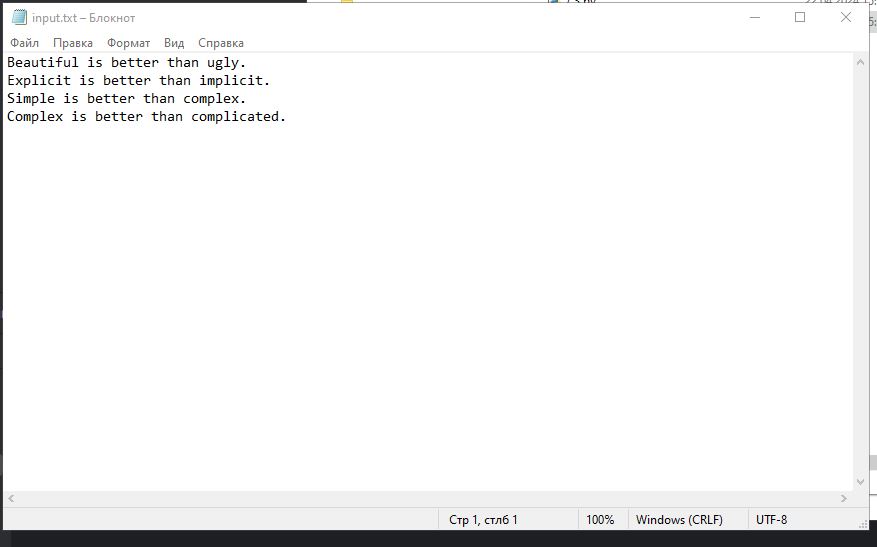 input.txt – Блокнот
Файл Правка Формат Вид Справка
Beautiful is better than ugly.
Explicit is better than implicit.
Simple is better than complex.
Complex is better than complicated.
Стр 1, стлб 1 100% Windows (CRLF) UTF-8